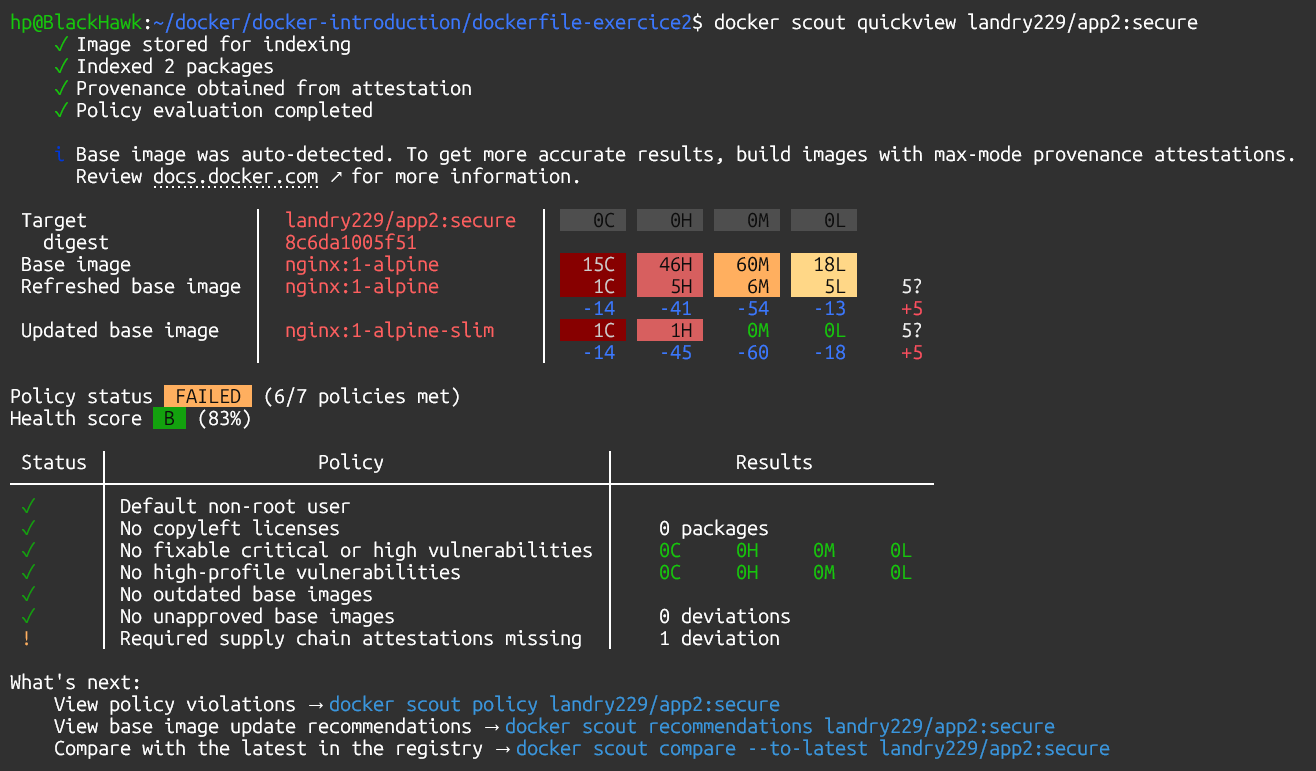 hp@BlackHawk:~/docker/docker-introduction/dockerfile-exercice2$ docker scout quickview landry229/app2:secure
✓ Image stored for indexing
✓ Indexed 2 packages
✓ Provenance obtained from attestation
✓ Policy evaluation completed
i Base image was auto-detected. To get more accurate results, build images with max-mode provenance attestations.
Review docs.docker.com ↗ for more information.
Target │ landry229/app2:secure │ 0C 0H 0M 0L
digest │ 8c6da1005f51 │
Base image │ nginx:1-alpine │ 15C 46H 60M 18L
Refreshed base image │ nginx:1-alpine │ 1C 5H 6M 5L 5?
│ │ -14 -41 -54 -13 +5
Updated base image │ nginx:1-alpine-slim │ 1C 1H 0M 0L 5?
│ │ -14 -45 -60 -18 +5
Policy status FAILED (6/7 policies met)
Health score B (83%)
Status │ Policy │ Results
✓ │ Default non-root user │
✓ │ No copyleft licenses │ 0 packages
✓ │ No fixable critical or high vulnerabilities │ 0C 0H 0M 0L
✓ │ No high-profile vulnerabilities │ 0C 0H 0M 0L
✓ │ No outdated base images │
✓ │ No unapproved base images │ 0 deviations
! │ Required supply chain attestations missing │ 1 deviation
What's next:
View policy violations → docker scout policy landry229/app2:secure
View base image update recommendations → docker scout recommendations landry229/app2:secure
Compare with the latest in the registry → docker scout compare --to-latest landry229/app2:secure